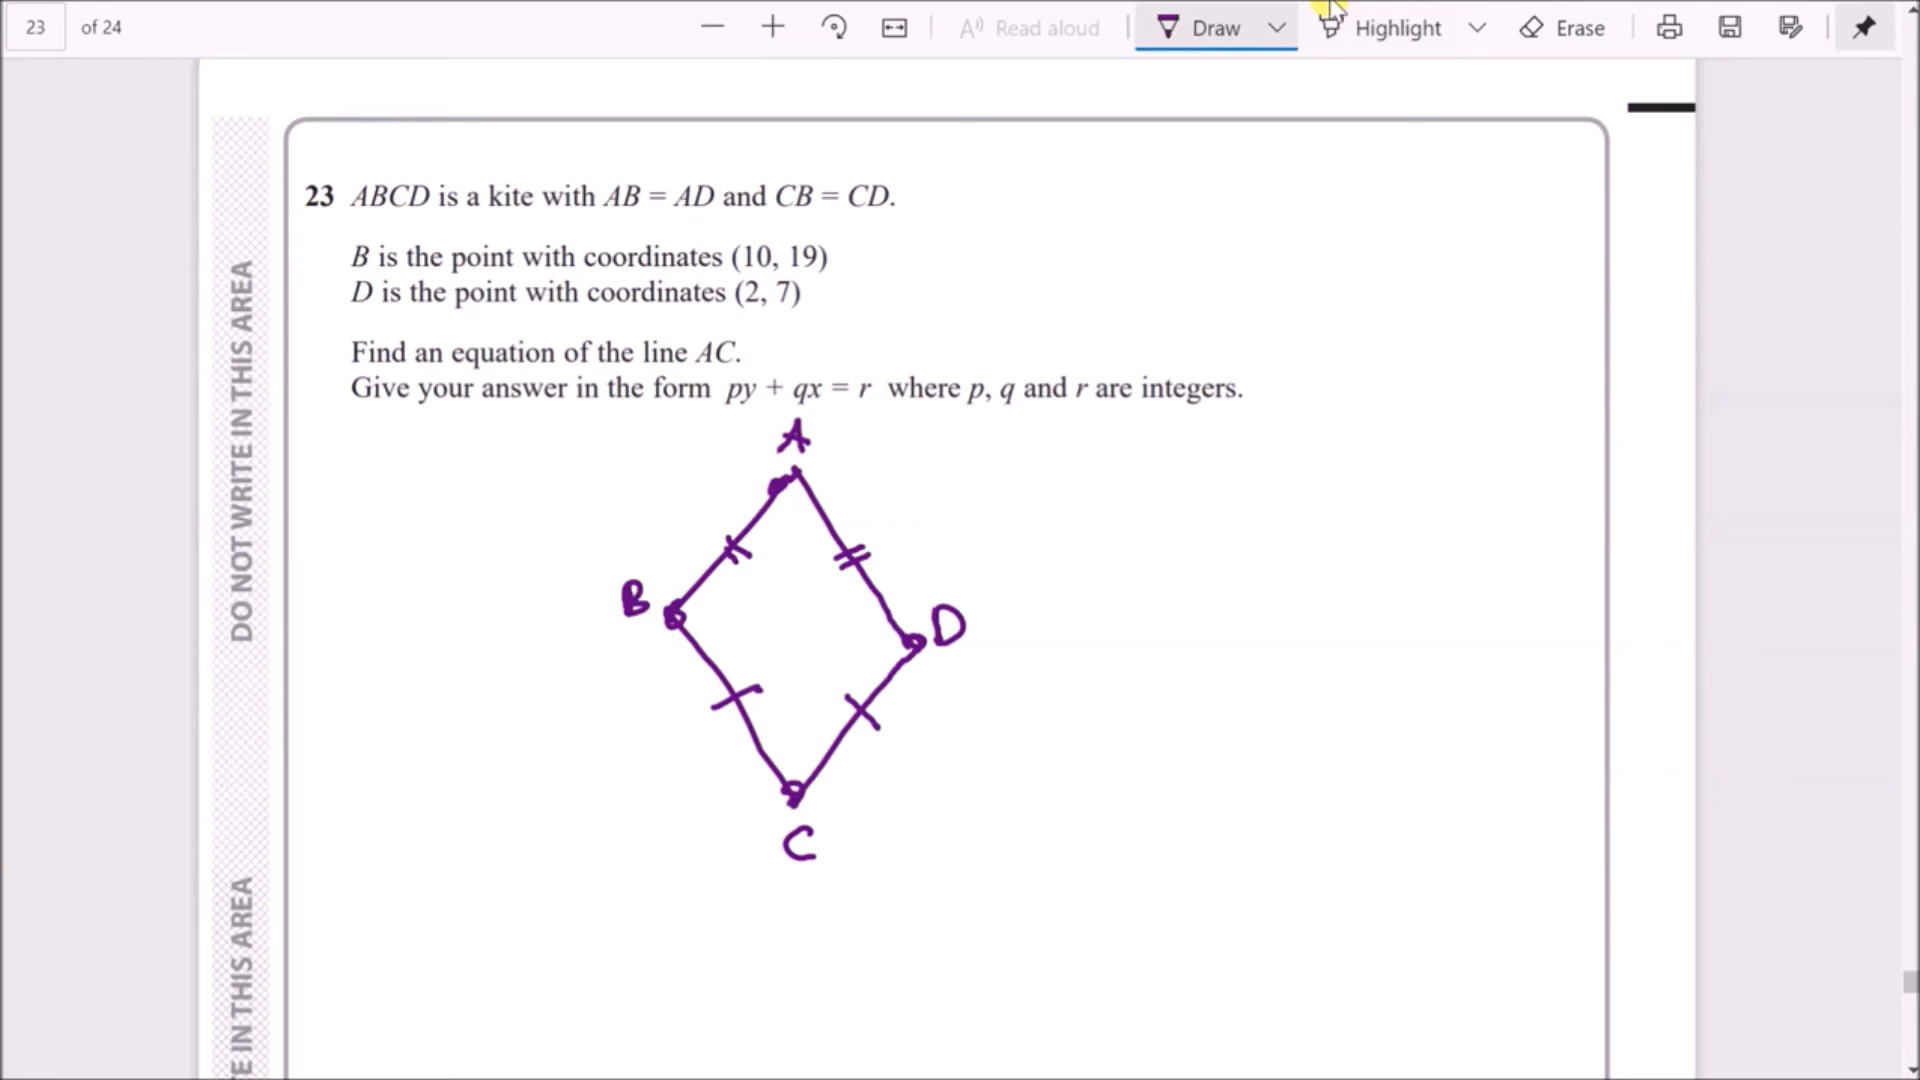 23 of 24 Read aloud Draw Highlight Erase
DO NOT WRITE IN THIS AREA
23 ABCD is a kite with AB = AD and CB = CD.
B is the point with coordinates (10, 19)
D is the point with coordinates (2, 7)
Find an equation of the line AC.
Give your answer in the form py + qx = r where p, q and r are integers.
A
B
D
C
TE IN THIS AREA